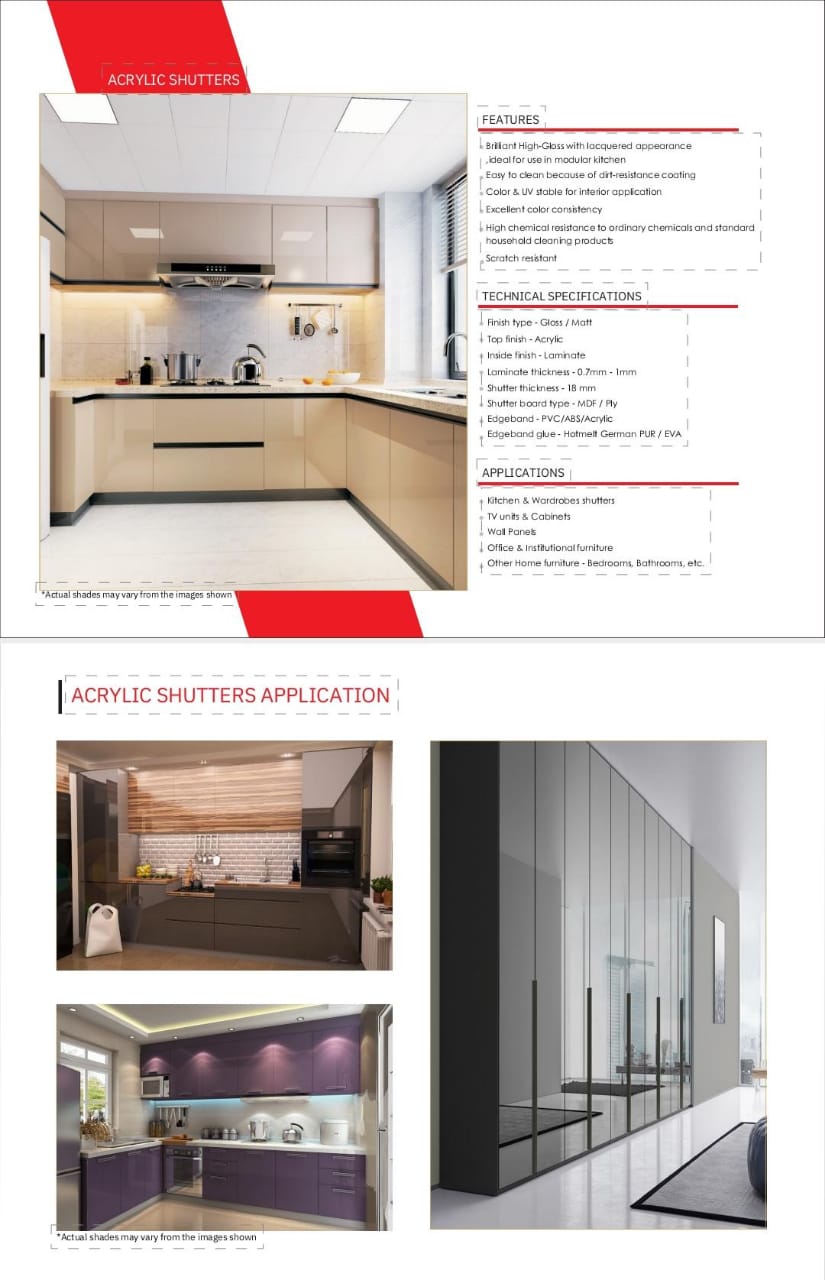 ACRYLIC SHUTTERS
FEATURES
Brilliant High-Gloss with lacquered appearance
,ideal for use in modular kitchen
Easy to clean because of dirt-resistance coating
Color & UV stable for interior application
Excellent color consistency
High chemical resistance to ordinary chemicals and standard
household cleaning products
Scratch resistant
TECHNICAL SPECIFICATIONS
Finish type - Gloss / Matt
Top finish - Acrylic
Inside finish - Laminate
Laminate thickness - 0.7mm - 1mm
Shutter thickness - 18 mm
Shutter board type - MDF / Ply
Edgeband - PVC/ABS/Acrylic
Edgeband glue - Hotmelt German PUR / EVA
APPLICATIONS
Kitchen & Wardrobes shutters
TV units & Cabinets
Wall Panels
Office & Institutional furniture
Other Home furniture - Bedrooms, Bathrooms, etc.
*Actual shades may vary from the images shown
ACRYLIC SHUTTERS APPLICATION
*Actual shades may vary from the images shown